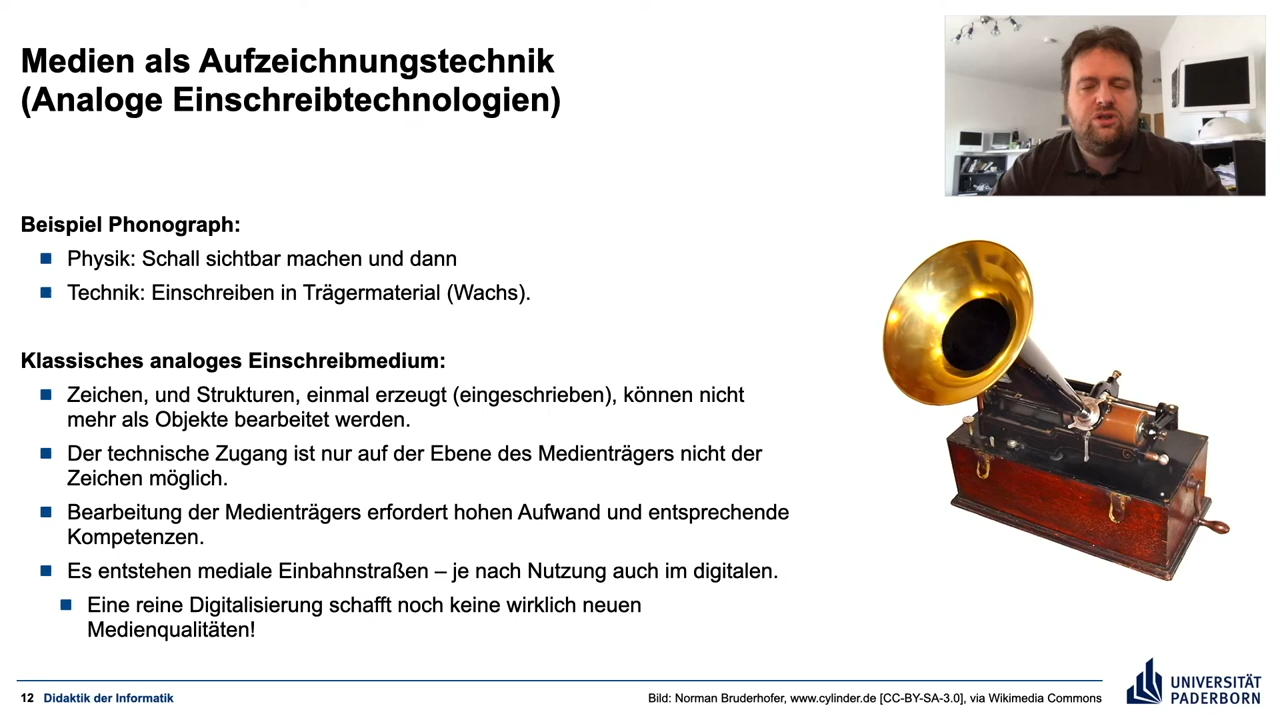 Medien als Aufzeichnungstechnik
(Analoge Einschreibtechnologien)
Beispiel Phonograph:
Physik: Schall sichtbar machen und dann
Technik: Einschreiben in Trägermaterial (Wachs).
Klassisches analoges Einschreibmedium:
Zeichen, und Strukturen, einmal erzeugt (eingeschrieben), können nicht
mehr als Objekte bearbeitet werden.
Der technische Zugang ist nur auf der Ebene des Medienträgers nicht der
Zeichen möglich.
Bearbeitung der Medienträgers erfordert hohen Aufwand und entsprechende
Kompetenzen.
Es entstehen mediale Einbahnstraßen – je nach Nutzung auch im digitalen.
Eine reine Digitalisierung schafft noch keine wirklich neuen
Medienqualitäten!
12 Didaktik der Informatik
Bild: Norman Bruderhofer, www.cylinder.de [CC-BY-SA-3.0], via Wikimedia Commons
UNIVERSITÄT
PADERBORN